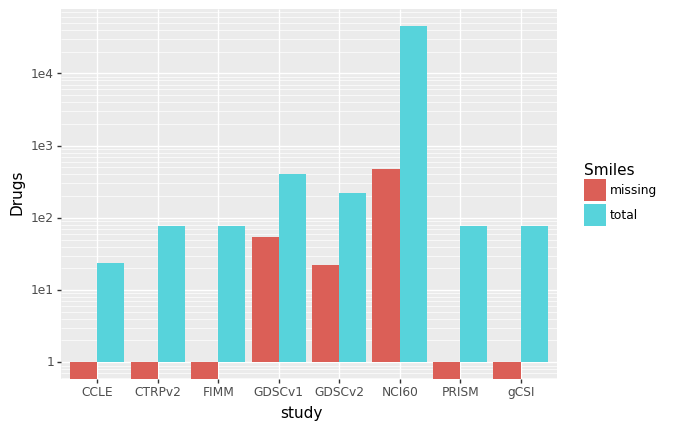 Drugs
1e4
1e3
1e2
1e1
1
CCLE CTRPv2 FIMM GDSCv1 GDSCv2 NCI60 PRISM gCSI
study
Smiles
missing
total